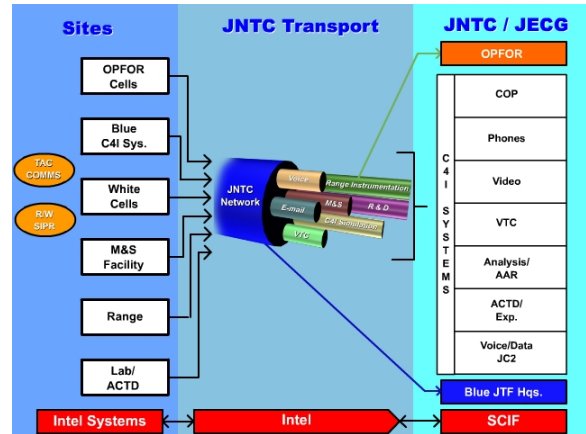 Sites
JNTC Transport
JNTC / JECG
OPFOR
Cells
Blue
C4I Sys.
TAC
COMMS
White
Cells
R/W
SIPR
M&S
Facility
Range
Lab/
ACTD
JNTC
Network
Voice
Range Instrumentation
M&S
R & D
E-mail
C4I Simulation
VTC
OPFOR
C4I SYSTEMS
COP
Phones
Video
VTC
Analysis/
AAR
ACTD/
Exp.
Voice/Data
JC2
Blue JTF Hqs.
Intel Systems
Intel
SCIF